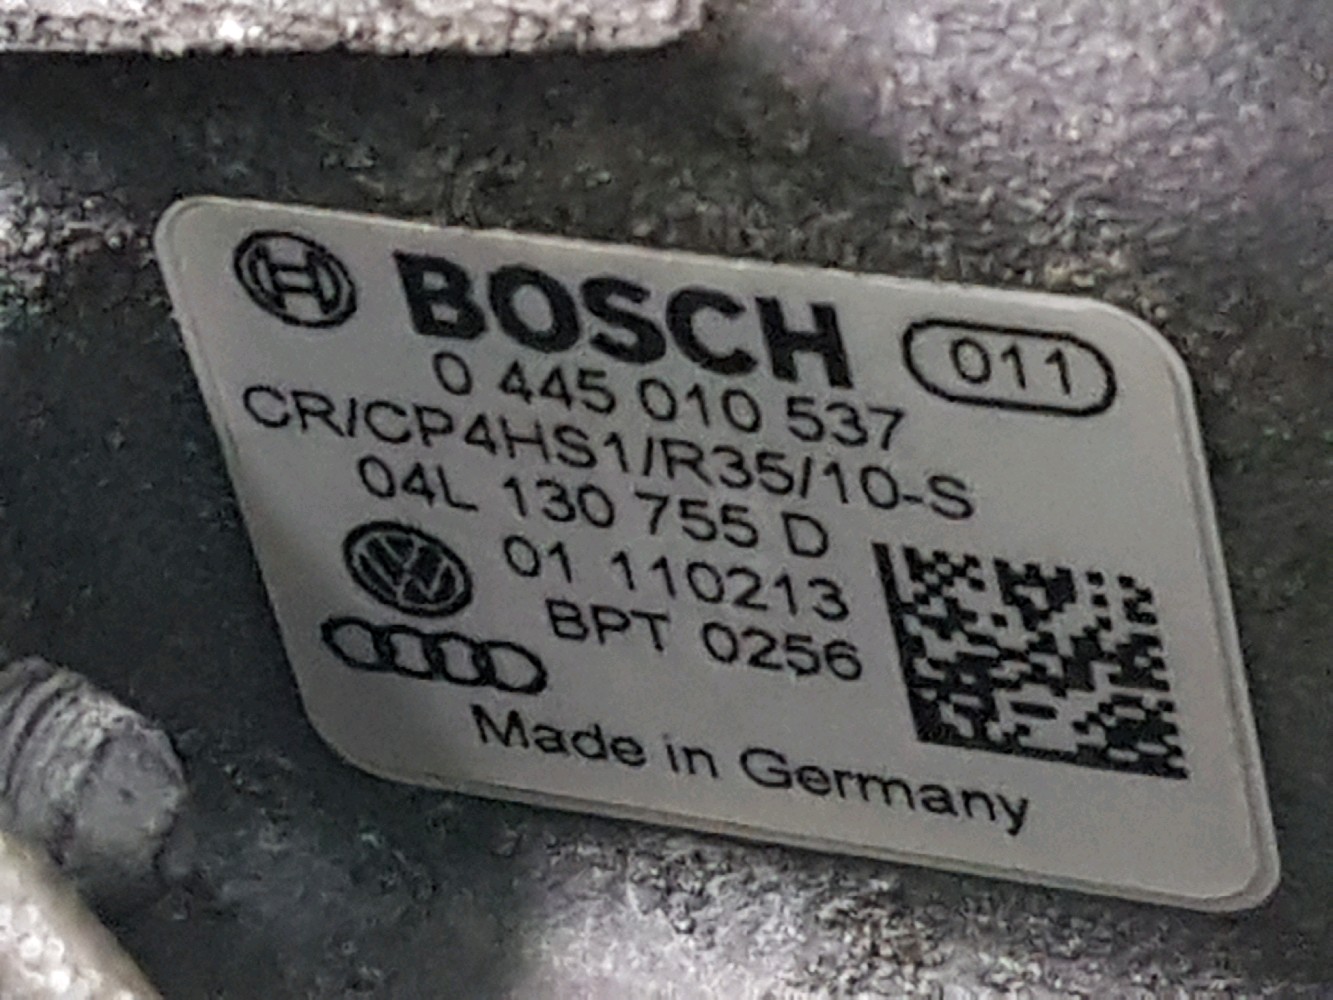 BOSCH 011
0 445 010 537
CR/CP4HS1/R35/10-S
04L 130 755 D
01 110213
BPT 0256
Made in Germany